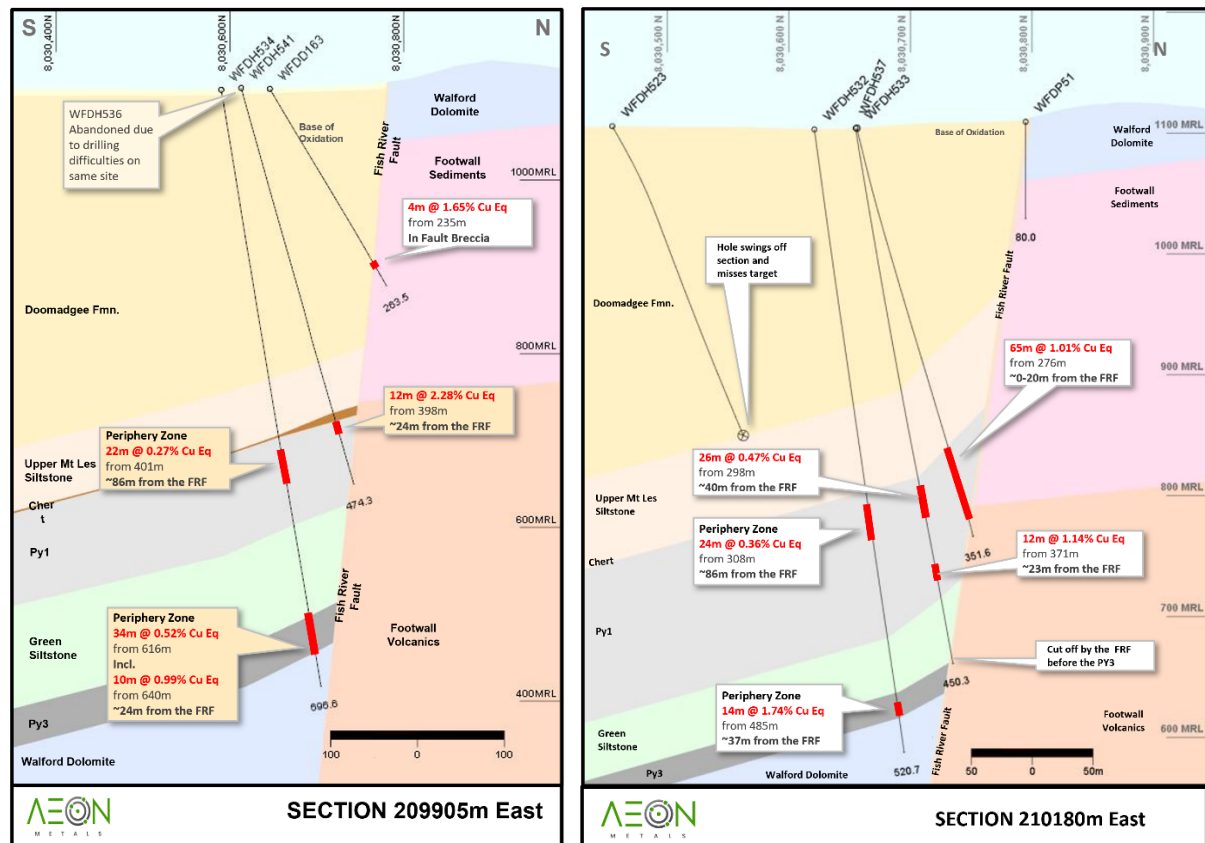 S
N
8,030,400 N
8,030,600N
8,030,800 N
WFDH534
WFDH541
WFDD163
WFDH536
Abandoned due
to drilling
difficulties on
same site
Base of
Oxidation
Fish River
Fault
Walford
Dolomite
Footwall
Sediments
1000MRL
4m @ 1.65% Cu Eq
from 235m
In Fault Breccia
263.5
Doomadgee Fmn.
800MRL
12m @ 2.28% Cu Eq
from 398m
~24m from the FRF
Periphery Zone
22m @ 0.27% Cu Eq
from 401m
~86m from the FRF
Upper Mt Les
Siltstone
Cher
t
474.3
600MRL
Py1
Fish River
Fault
Periphery Zone
34m @ 0.52% Cu Eq
from 616m
Incl.
10m @ 0.99% Cu Eq
from 640m
~24m from the FRF
Green
Siltstone
Footwall
Volcanics
400MRL
Py3
100
0
100
Walford Dolomite
AEON
METALS
SECTION 209905m East
S
N
8,030,500 N
8,030,600 N
8,030,700 N
8,030,800 N
8,030,900 N
WFDH523
WFDH532
WFDH537
WFDH533
WFDP51
Base of Oxidation
1100 MRL
Walford
Dolomite
Footwall
Sediments
80.0
Hole swings off
section and
misses target
1000 MRL
Fish River Fault
Doomadgee Fmn.
65m @ 1.01% Cu Eq
from 276m
~0-20m from the FRF
900 MRL
26m @ 0.47% Cu Eq
from 298m
~40m from the FRF
Upper Mt Les
Siltstone
800 MRL
Periphery Zone
24m @ 0.36% Cu Eq
from 308m
~86m from the FRF
351.6
12m @ 1.14% Cu Eq
from 371m
~23m from the FRF
Chert
Py1
700 MRL
Cut off by the FRF
before the PY3
450.3
Periphery Zone
14m @ 1.74% Cu Eq
from 485m
~37m from the FRF
Footwall
Volcanics
600 MRL
Green
Siltstone
Fish River Fault
50
0
50m
520.7
Py3
Walford Dolomite
AEON
METALS
SECTION 210180m East